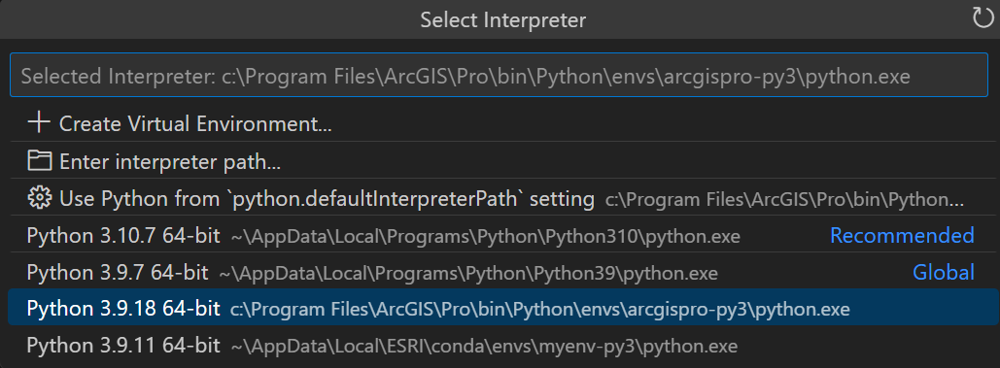 Select Interpreter
Selected Interpreter: c:\Program Files\ArcGIS\Pro\bin\Python\envs\arcgispro-py3\python.exe
Create Virtual Environment...
Enter interpreter path...
Use Python from `python.defaultInterpreterPath` setting c:\Program Files\ArcGIS\Pro\bin\Python...
Python 3.10.7 64-bit ~\AppData\Local\Programs\Python\Python310\python.exe Recommended
Python 3.9.7 64-bit ~\AppData\Local\Programs\Python\Python39\python.exe Global
Python 3.9.18 64-bit c:\Program Files\ArcGIS\Pro\bin\Python\envs\arcgispro-py3\python.exe
Python 3.9.11 64-bit ~\AppData\Local\ESRI\conda\envs\myenv-py3\python.exe